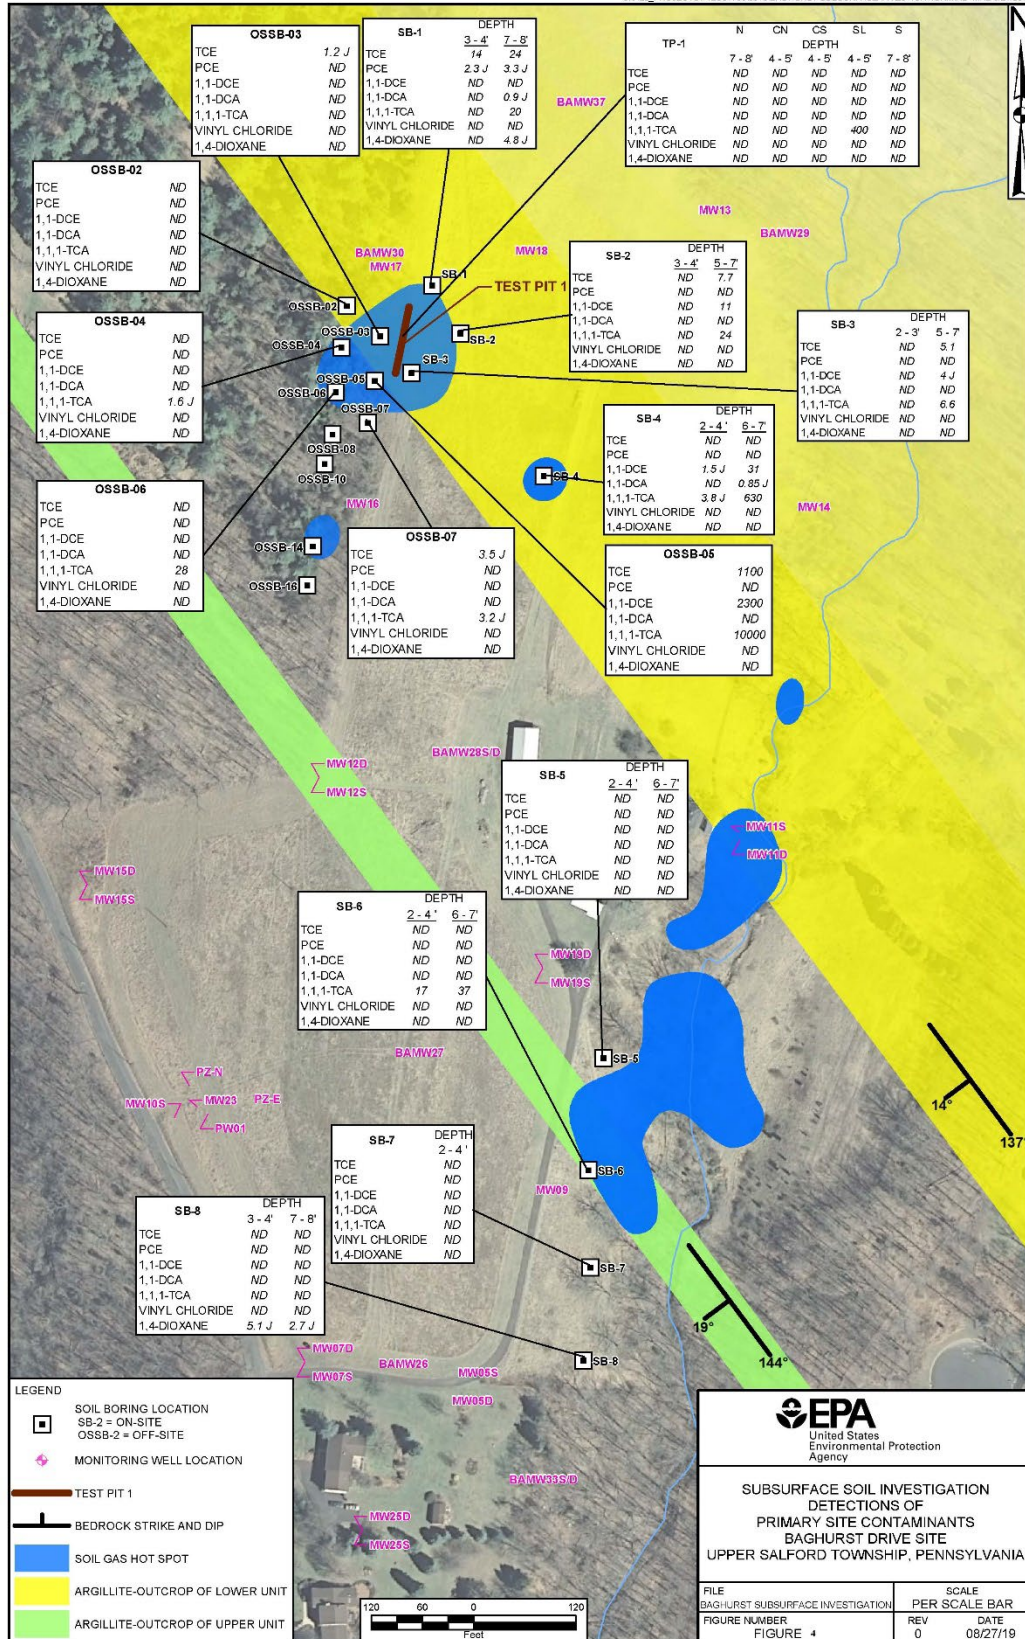 OSSB-03
TCE 1.2 J
PCE ND
1,1-DCE ND
1,1-DCA ND
1,1,1-TCA ND
VINYL CHLORIDE ND
1,4-DIOXANE ND
SB-1 DEPTH
3 - 4' 7 - 8'
TCE 14 24
PCE 2.3 J 3.3 J
1,1-DCE ND ND
1,1-DCA ND 0.9 J
1,1,1-TCA ND 20
VINYL CHLORIDE ND ND
1,4-DIOXANE ND 4.8 J
TP-1 N CN CS SL S
DEPTH
7 - 8' 4 - 5' 4 - 5' 4 - 5' 7 - 8'
TCE ND ND ND ND ND
PCE ND ND ND ND ND
1,1-DCE ND ND ND ND ND
1,1-DCA ND ND ND ND ND
1,1,1-TCA ND ND ND 400 ND
VINYL CHLORIDE ND ND ND ND ND
1,4-DIOXANE ND ND ND ND ND
N
BAMW37
OSSB-02
TCE ND
PCE ND
1,1-DCE ND
1,1-DCA ND
1,1,1-TCA ND
VINYL CHLORIDE ND
1,4-DIOXANE ND
MW13
BAMW29
BAMW30
MW17
MW18
SB-2 DEPTH
3 - 4' 5 - 7'
TCE ND 7.7
PCE ND ND
1,1-DCE ND 11
1,1-DCA ND ND
1,1,1-TCA ND 24
VINYL CHLORIDE ND ND
1,4-DIOXANE ND ND
SB-1
TEST PIT 1
OSSB-02
OSSB-03
SB-2
OSSB-04
SB-3
OSSB-05
OSSB-06
OSSB-07
OSSB-08
OSSB-10
OSSB-04
TCE ND
PCE ND
1,1-DCE ND
1,1-DCA ND
1,1,1-TCA 1.6 J
VINYL CHLORIDE ND
1,4-DIOXANE ND
SB-3 DEPTH
2 - 3' 5 - 7'
TCE ND 5.1
PCE ND ND
1,1-DCE ND 4 J
1,1-DCA ND ND
1,1,1-TCA ND 6.6
VINYL CHLORIDE ND ND
1,4-DIOXANE ND ND
SB-4 DEPTH
2 - 4' 6 - 7'
TCE ND ND
PCE ND ND
1,1-DCE 1.5 J 31
1,1-DCA ND 0.85 J
1,1,1-TCA 3.8 J 630
VINYL CHLORIDE ND ND
1,4-DIOXANE ND ND
SB-4
OSSB-06
TCE ND
PCE ND
1,1-DCE ND
1,1-DCA ND
1,1,1-TCA 28
VINYL CHLORIDE ND
1,4-DIOXANE ND
MW16
MW14
OSSB-14
OSSB-16
OSSB-07
TCE 3.5 J
PCE ND
1,1-DCE ND
1,1-DCA ND
1,1,1-TCA 3.2 J
VINYL CHLORIDE ND
1,4-DIOXANE ND
OSSB-05
TCE 1100
PCE ND
1,1-DCE 2300
1,1-DCA ND
1,1,1-TCA 10000
VINYL CHLORIDE ND
1,4-DIOXANE ND
BAMW28S/D
MW12D
MW12S
SB-5 DEPTH
2 - 4' 6 - 7'
TCE ND ND
PCE ND ND
1,1-DCE ND ND
1,1-DCA ND ND
1,1,1-TCA ND ND
VINYL CHLORIDE ND ND
1,4-DIOXANE ND ND
MW11S
MW11D
MW15D
MW15S
SB-6 DEPTH
2 - 4' 6 - 7'
TCE ND ND
PCE ND ND
1,1-DCE ND ND
1,1-DCA ND ND
1,1,1-TCA 17 37
VINYL CHLORIDE ND ND
1,4-DIOXANE ND ND
MW19D
MW19S
BAMW27
SB-5
PZ-N
MW10S
MW23
PZ-E
PW01
14°
137°
SB-7 DEPTH
2 - 4'
TCE ND
PCE ND
1,1-DCE ND
1,1-DCA ND
1,1,1-TCA ND
VINYL CHLORIDE ND
1,4-DIOXANE ND
SB-6
MW09
SB-8 DEPTH
3 - 4' 7 - 8'
TCE ND ND
PCE ND ND
1,1-DCE ND ND
1,1-DCA ND ND
1,1,1-TCA ND ND
VINYL CHLORIDE ND ND
1,4-DIOXANE 5.1 J 2.7 J
SB-7
19°
144°
SB-8
MW07D
MW07S
BAMW26
MW05S
MW05D
BAMW33S/D
MW25D
MW25S
LEGEND
SOIL BORING LOCATION
SB-2 = ON-SITE
OSSB-2 = OFF-SITE
MONITORING WELL LOCATION
TEST PIT 1
BEDROCK STRIKE AND DIP
SOIL GAS HOT SPOT
ARGILLITE-OUTCROP OF LOWER UNIT
ARGILLITE-OUTCROP OF UPPER UNIT
120 60 0 120
Feet
EPA
United States
Environmental Protection
Agency
SUBSURFACE SOIL INVESTIGATION
DETECTIONS OF
PRIMARY SITE CONTAMINANTS
BAGHURST DRIVE SITE
UPPER SALFORD TOWNSHIP, PENNSYLVANIA
FILE SCALE
BAGHURST SUBSURFACE INVESTIGATION PER SCALE BAR
FIGURE NUMBER REV DATE
FIGURE 4 0 08/27/19